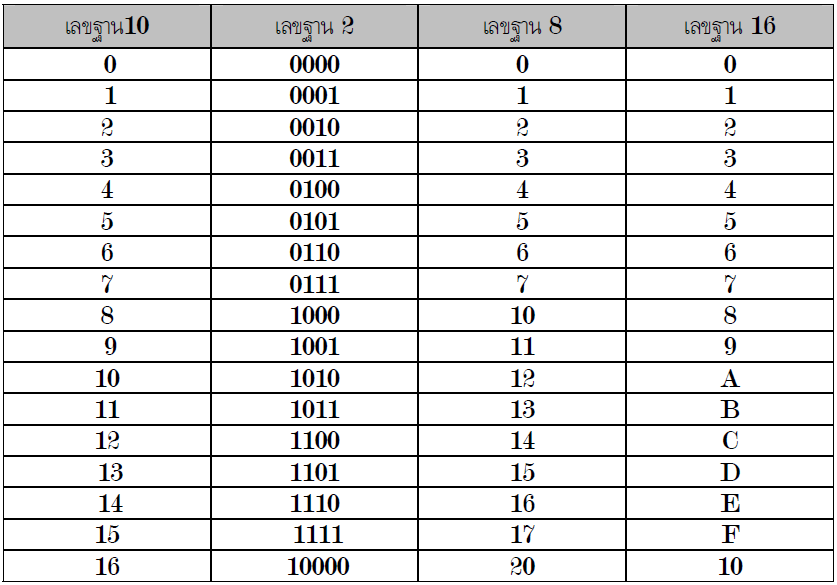 เลขฐาน10 เลขฐาน 2 เลขฐาน 8 เลขฐาน 16
0 0000 0 0
1 0001 1 1
2 0010 2 2
3 0011 3 3
4 0100 4 4
5 0101 5 5
6 0110 6 6
7 0111 7 7
8 1000 10 8
9 1001 11 9
10 1010 12 A
11 1011 13 B
12 1100 14 C
13 1101 15 D
14 1110 16 E
15 1111 17 F
16 10000 20 10